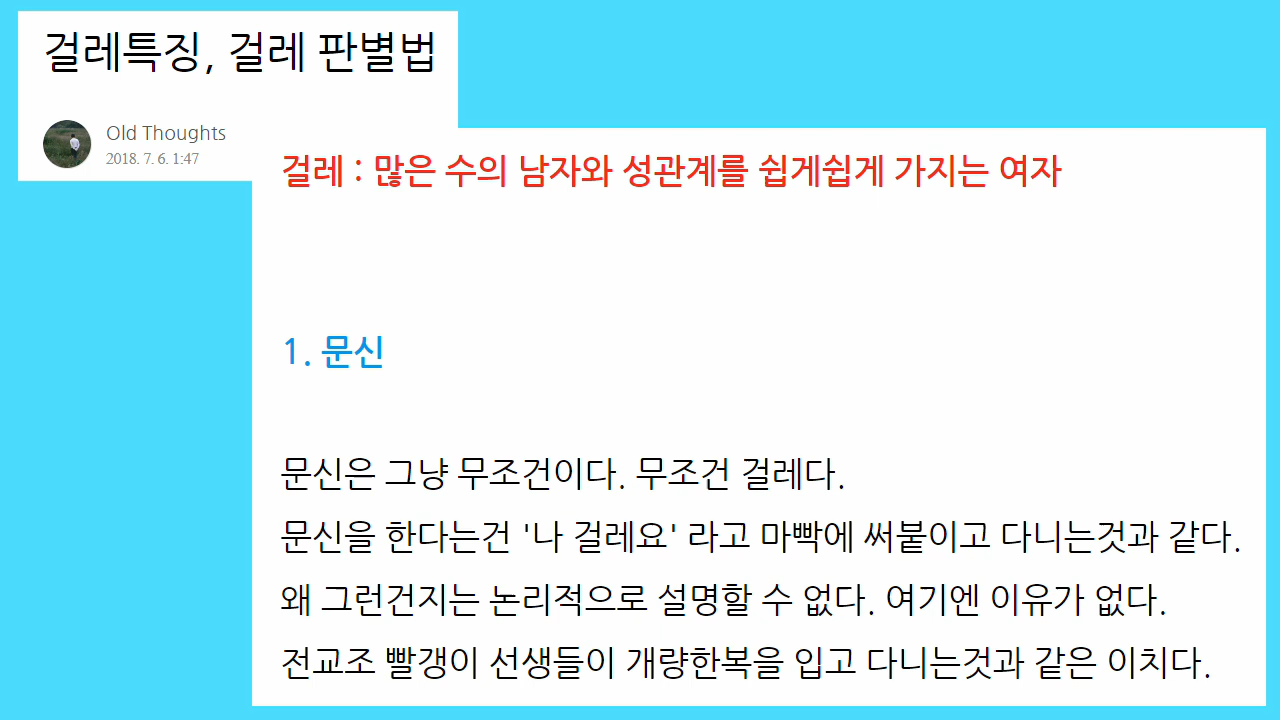 걸레특징, 걸레 판별법
Old Thoughts
2018. 7. 6. 1:47
걸레 : 많은 수의 남자와 성관계를 쉽게쉽게 가지는 여자
1. 문신
문신은 그냥 무조건이다. 무조건 걸레다.
문신을 한다는건 '나 걸레요' 라고 마빡에 써붙이고 다니는것과 같다.
왜 그런건지는 논리적으로 설명할 수 없다. 여기엔 이유가 없다.
전교조 빨갱이 선생들이 개량한복을 입고 다니는것과 같은 이치다.